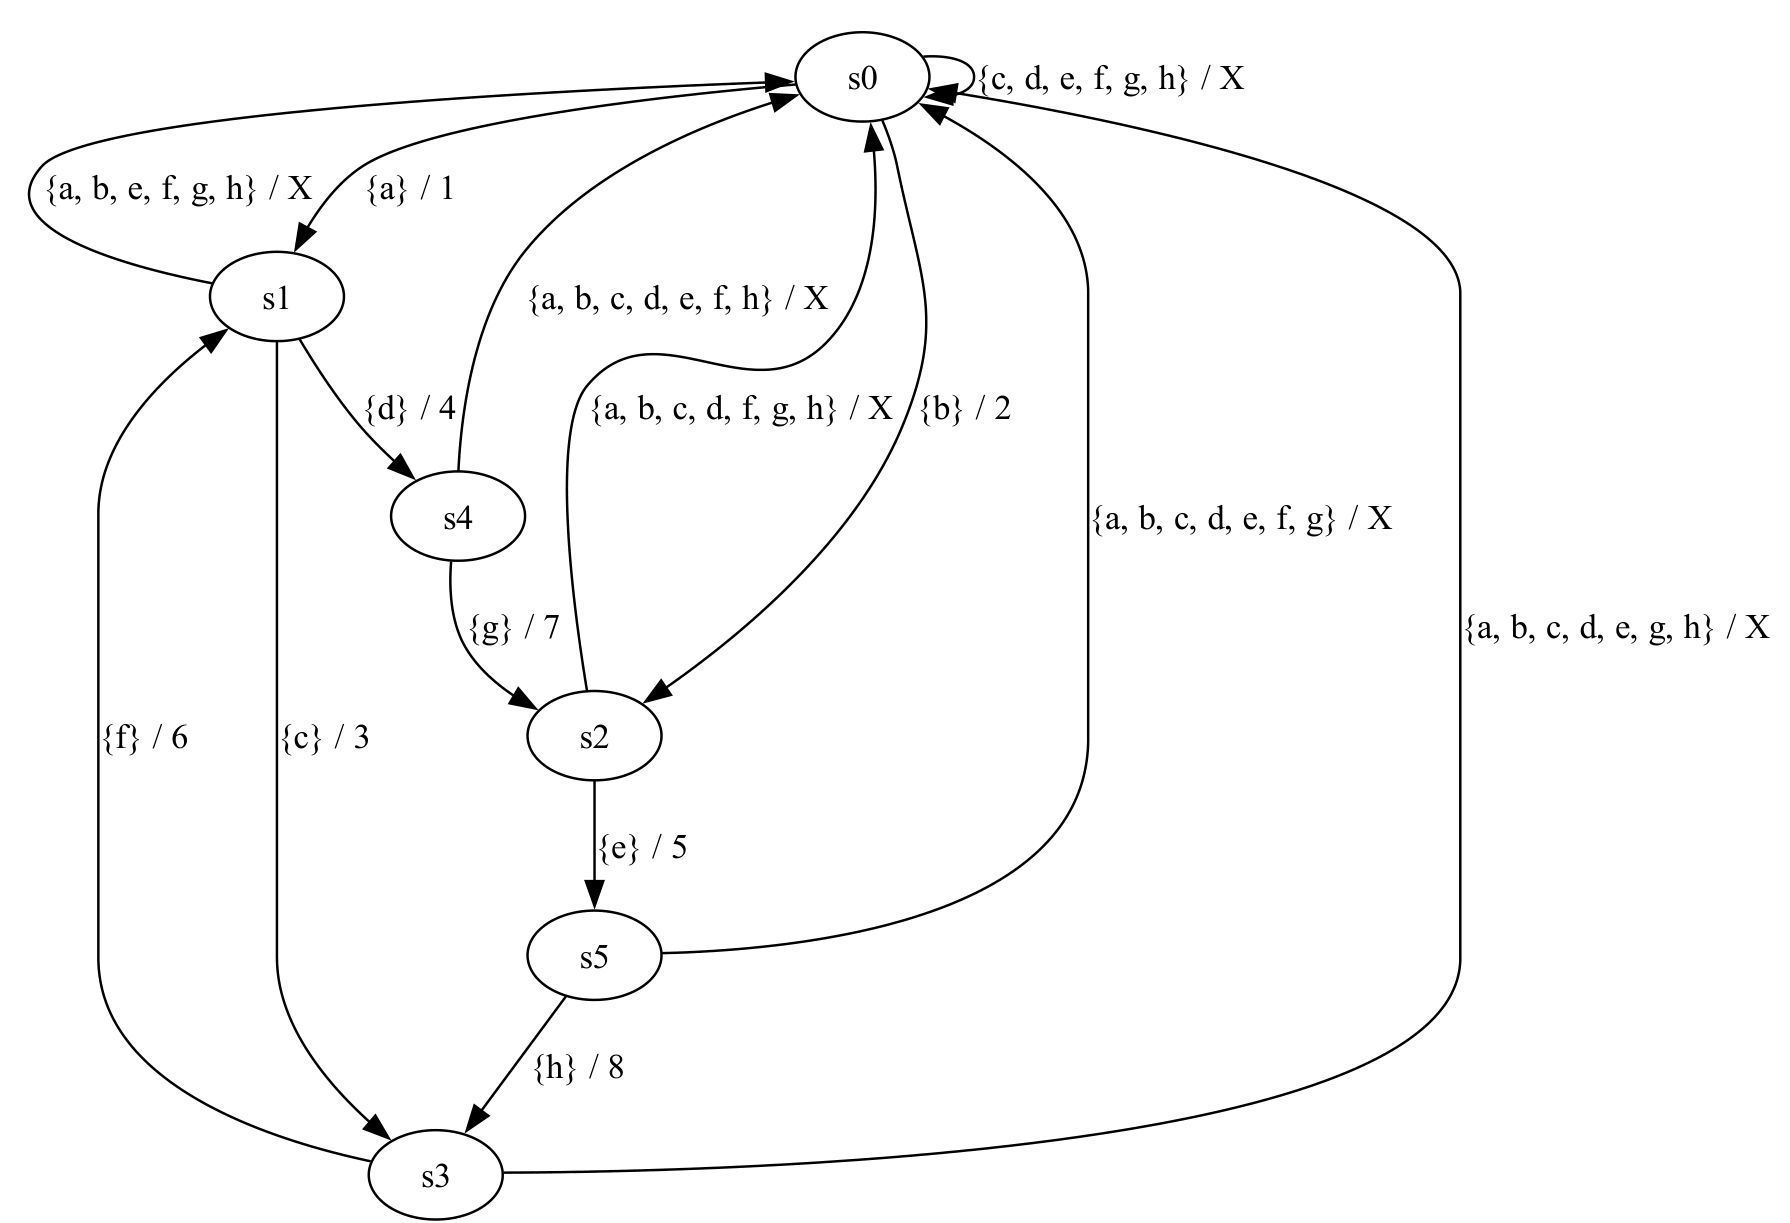 s0
{c, d, e, f, g, h} / X
{a, b, e, f, g, h} / X
{a} / 1
s1
{a, b, c, d, e, f, h} / X
{d} / 4
{a, b, c, d, f, g, h} / X
{b} / 2
s4
{a, b, c, d, e, f, g} / X
{g} / 7
{a, b, c, d, e, g, h} / X
{f} / 6
{c} / 3
s2
{e} / 5
s5
{h} / 8
s3